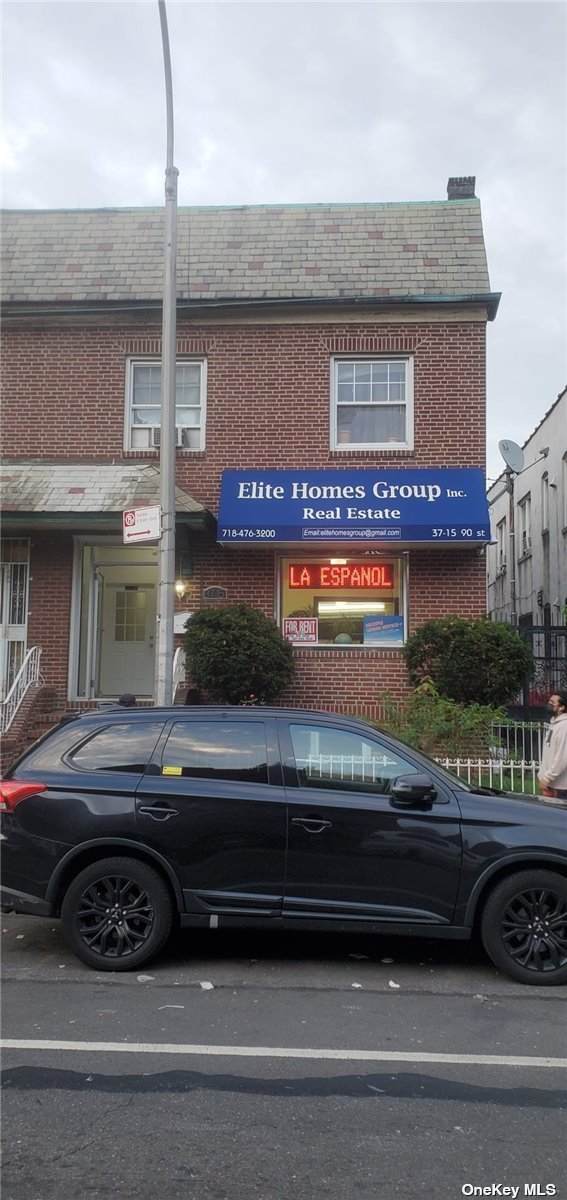 Elite Homes Group Inc.
Real Estate
718-476-3200 Email:elitehomesgroup@gmail.com 37-15 90 st
LA ESPANOL
FOR RENT
OneKey MLS